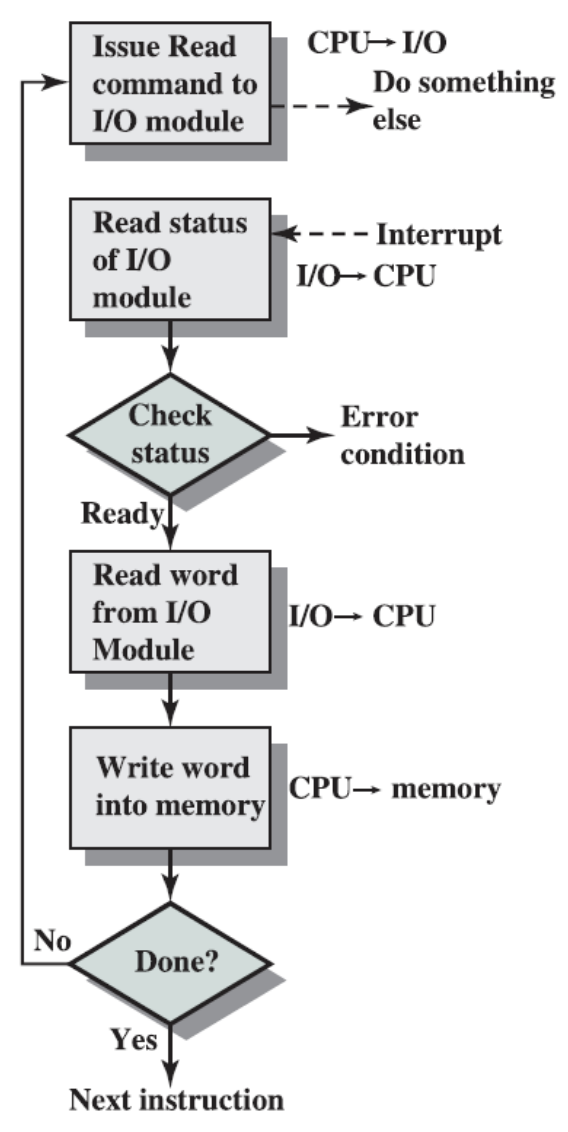 Issue Read
command to
I/O module
CPU→ I/O
Do something
else
Read status
of I/O
module
Interrupt
I/O→ CPU
Check
status
Error
condition
Ready
Read word
from I/O
Module
I/O→ CPU
Write word
into memory
CPU→ memory
No
Done?
Yes
Next instruction